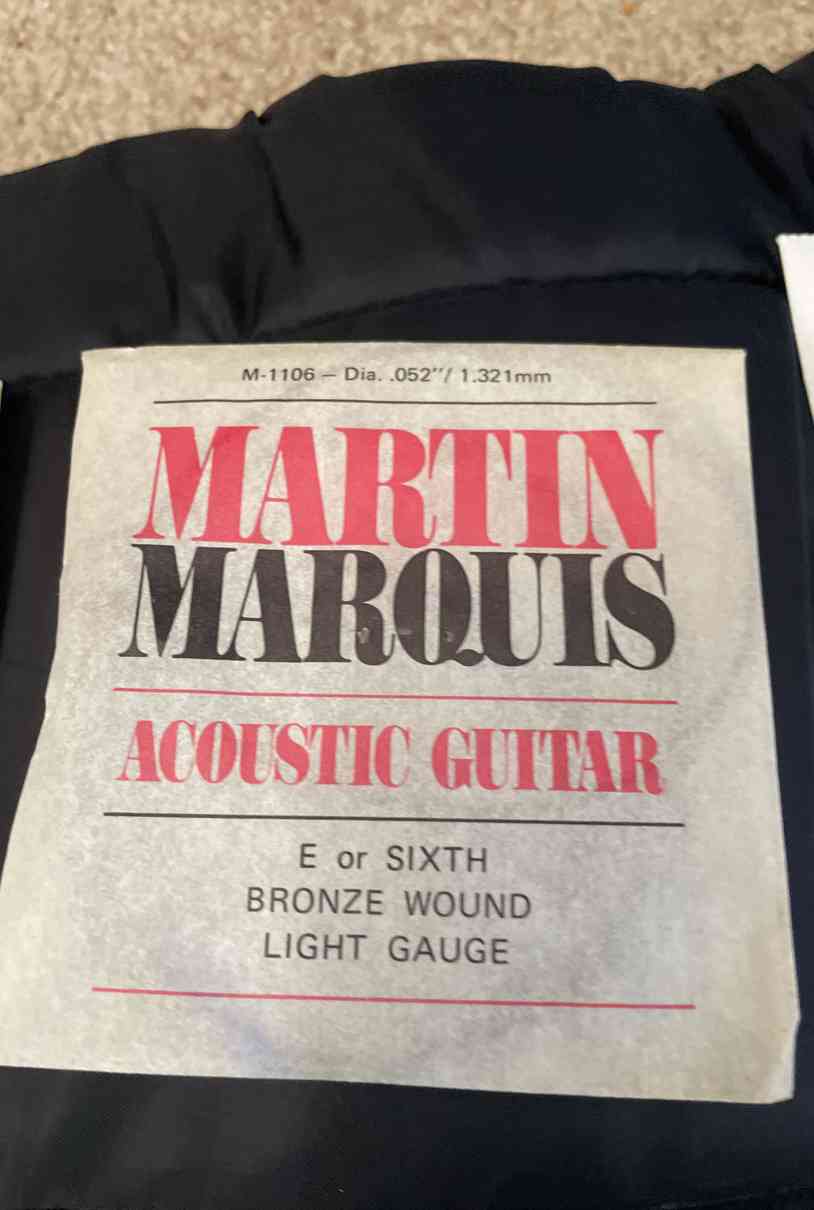 M-1106 — Dia. .052″/ 1.321mm
MARTIN
MARQUIS
ACOUSTIC GUITAR
E or SIXTH
BRONZE WOUND
LIGHT GAUGE